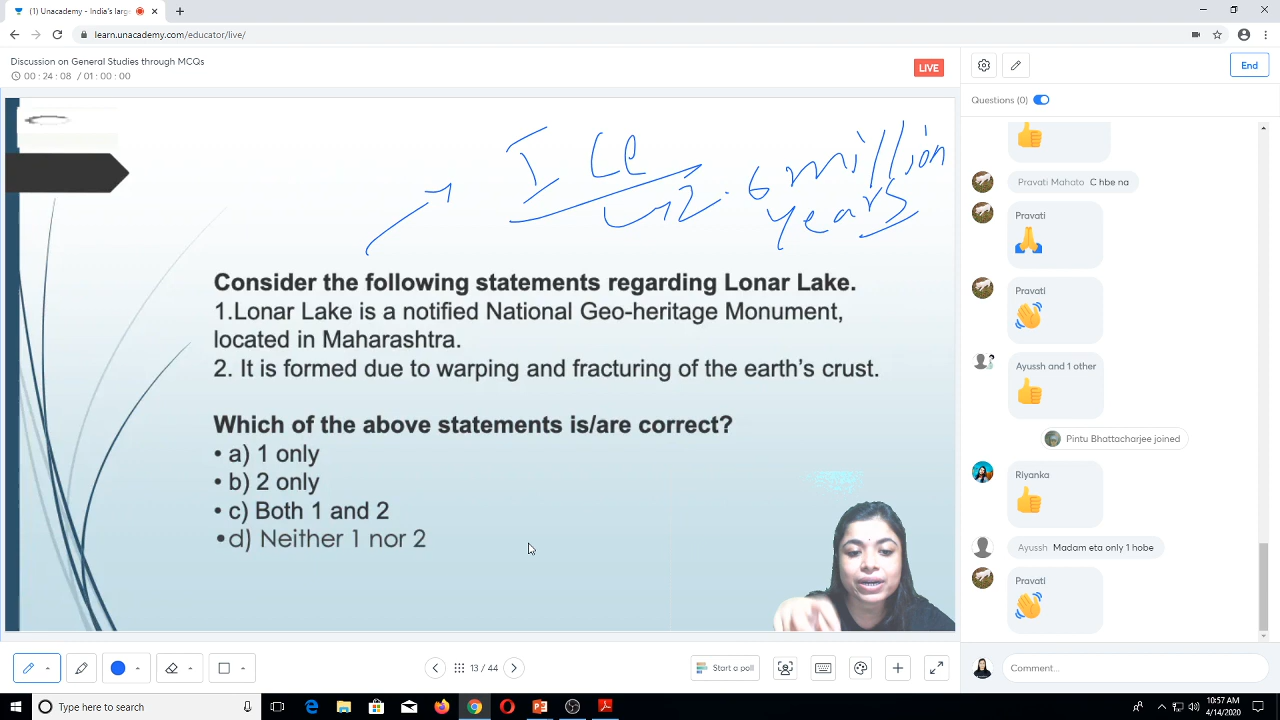 (1) Unacademy - India's larg
learn.unacademy.com/educator/live/
Discussion on General Studies through MCQs
00 : 24 : 08 / 01 : 00 : 00
LIVE
2.6 million
years
Consider the following statements regarding Lonar Lake.
1.Lonar Lake is a notified National Geo-heritage Monument,
located in Maharashtra.
2. It is formed due to warping and fracturing of the earth's crust.
Which of the above statements is/are correct?
• a) 1 only
• b) 2 only
• c) Both 1 and 2
•d) Neither 1 nor 2
13 / 44
Start a poll
End
Questions (0)
Pravati Mahato C hbe na
Pravati
Pravati
Ayussh and 1 other
Pintu Bhattacharjee joined
Riyanka
Ayussh Madam eta only 1 hobe
Pravati
Comment...
Type here to search
10:57 AM
4/14/2020